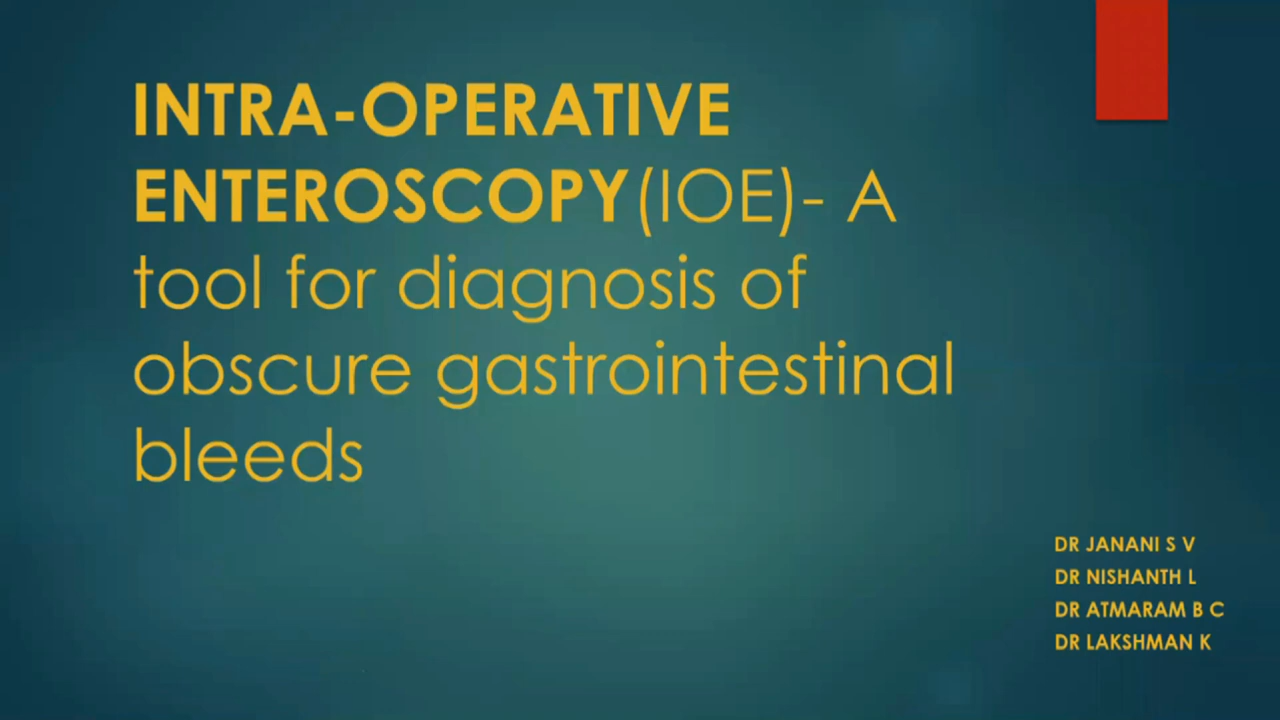 INTRA-OPERATIVE
ENTEROSCOPY(IOE)- A
tool for diagnosis of
obscure gastrointestinal
bleeds
DR JANANI S V
DR NISHANTH L
DR ATMARAM B C
DR LAKSHMAN K